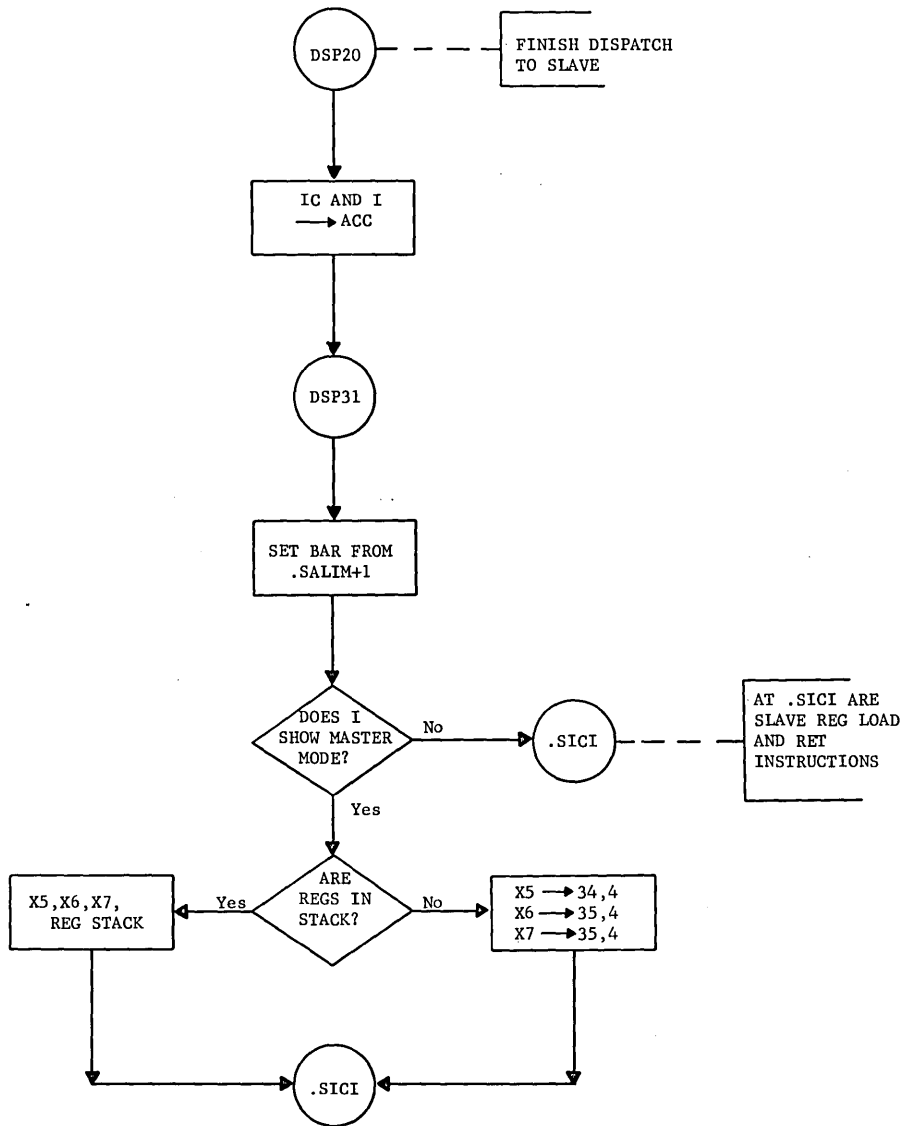 DSP20
FINISH DISPATCH
TO SLAVE
IC AND I
→ ACC
DSP31
SET BAR FROM
.SALIM+1
DOES I
SHOW MASTER
MODE?
No
.SICI
AT .SICI ARE
SLAVE REG LOAD
AND RET
INSTRUCTIONS
Yes
X5,X6,X7,
REG STACK
Yes
ARE
REGS IN
STACK?
No
X5 → 34,4
X6 → 35,4
X7 → 35,4
.SICI